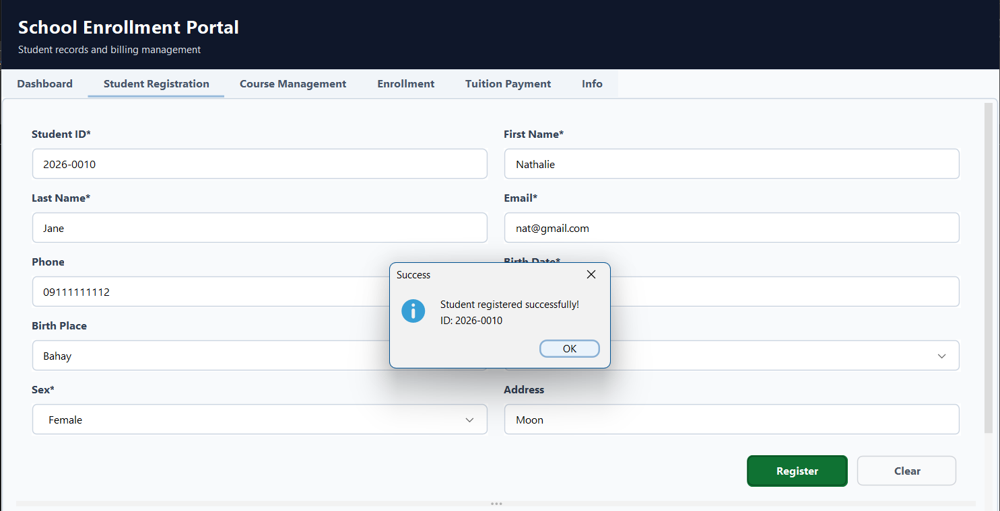 School Enrollment Portal
Student records and billing management
Dashboard Student Registration Course Management Enrollment Tuition Payment Info
Student ID* First Name*
2026-0010 Nathalie
Last Name* Email*
Jane nat@gmail.com
Phone Birth Date*
09111111112
Birth Place
Bahay
Success
Student registered successfully!
ID: 2026-0010
OK
Sex* Address
Female Moon
Register Clear